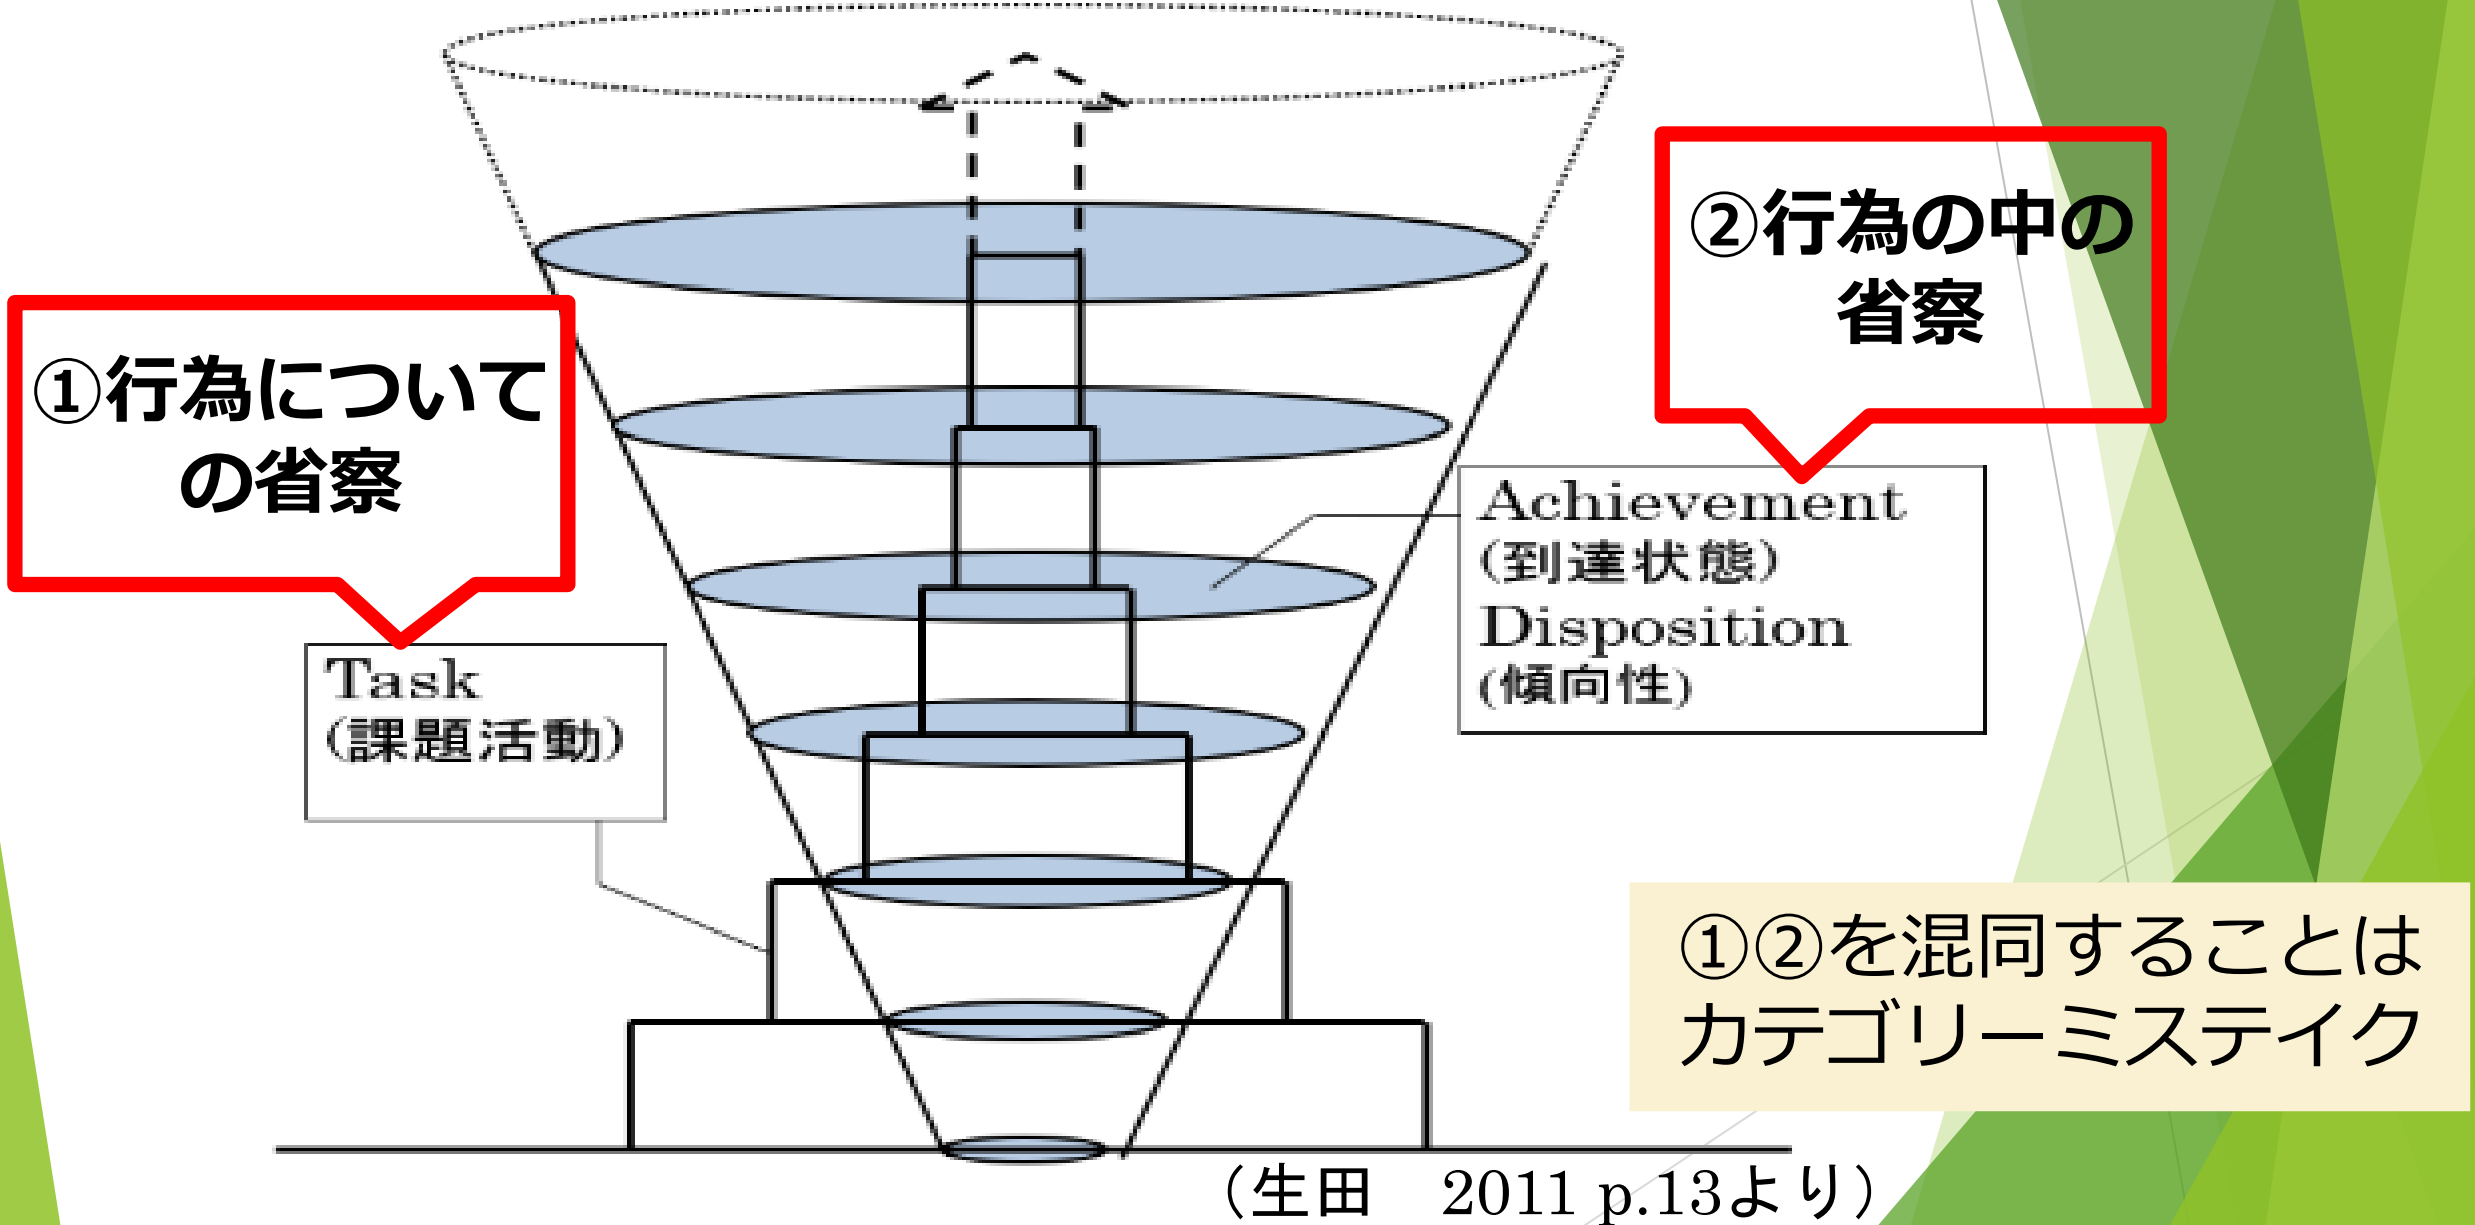 ①行為について
の省察
②行為の中の
省察
Achievement
(到達状態)
Disposition
(傾向性)
Task
(課題活動)
①②を混同することは
カテゴリーミステイク
（生田　2011 p.13より）